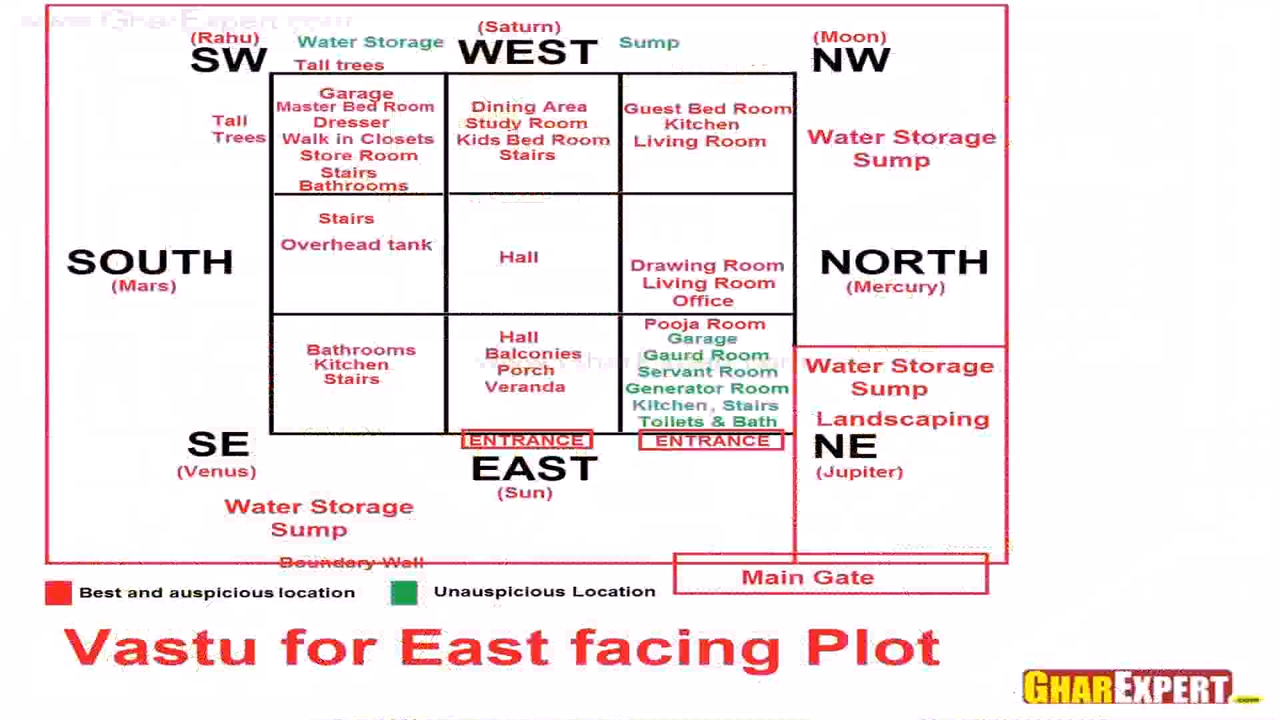 www.GharExpert.com
(Rahu)
SW
Water Storage
Tall trees
(Saturn)
WEST
Sump
(Moon)
NW
Tall
Trees
Garage
Master Bed Room
Dresser
Walk in Closets
Store Room
Stairs
Bathrooms
Dining Area
Study Room
Kids Bed Room
Stairs
Guest Bed Room
Kitchen
Living Room
Water Storage
Sump
SOUTH
(Mars)
Stairs
Overhead tank
Hall
Drawing Room
Living Room
Office
NORTH
(Mercury)
Bathrooms
Kitchen
Stairs
Hall
Balconies
Porch
Veranda
Pooja Room
Garage
Gaurd Room
Servant Room
Generator Room
Kitchen, Stairs
Toilets & Bath
Water Storage
Sump
Landscaping
NE
(Jupiter)
SE
(Venus)
ENTRANCE
ENTRANCE
EAST
(Sun)
Water Storage
Sump
Boundary Wall
Main Gate
Best and auspicious location
Unauspicious Location
Vastu for East facing Plot
GHAREXPERT.com